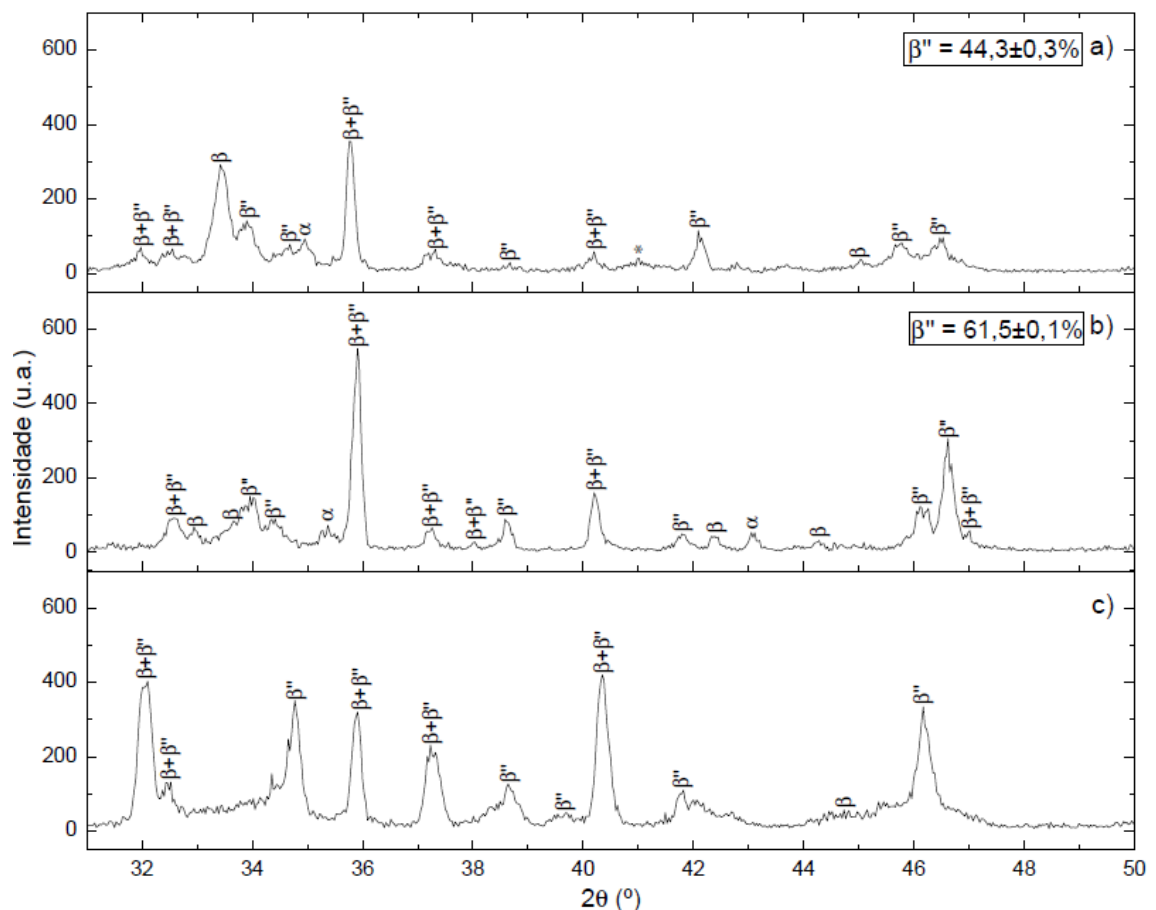 β" = 44,3±0,3% a)
600
400
200
0
β+β"
β+β"
β
β"
β"
α
β+β"
β+β"
β"
β+β"
*
β"
β
β"
β"
β" = 61,5±0,1% b)
600
400
200
0
β+β"
β
β
β"
β"
α
β+β"
β+β"
β+β"
β"
β+β"
β"
β
α
β
β"
β"
β+β"
c)
600
400
200
0
β+β"
β+β"
β"
β+β"
β+β"
β"
β"
β+β"
β"
β
β"
Intensidade (u.a.)
32 34 36 38 40 42 44 46 48 50
2θ (º)